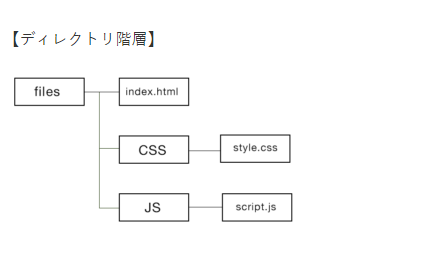 【ディレクトリ階層】
files
index.html
CSS
style.css
JS
script.js